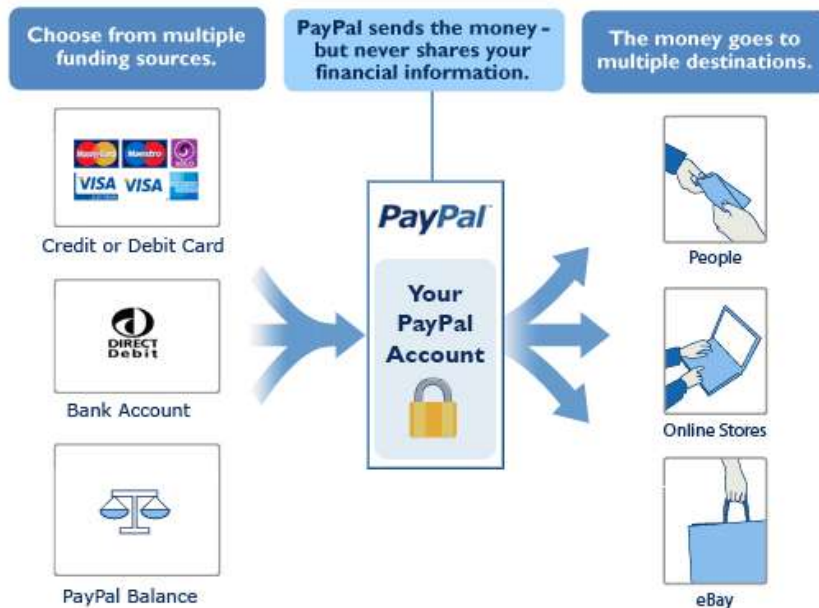 Choose from multiple
funding sources.
PayPal sends the money -
but never shares your
financial information.
The money goes to
multiple destinations.
MasterCard
Maestro
SOLO
VISA
VISA
Credit or Debit Card
DIRECT
Debit
Bank Account
PayPal Balance
PayPal™
Your
PayPal
Account
People
Online Stores
eBay